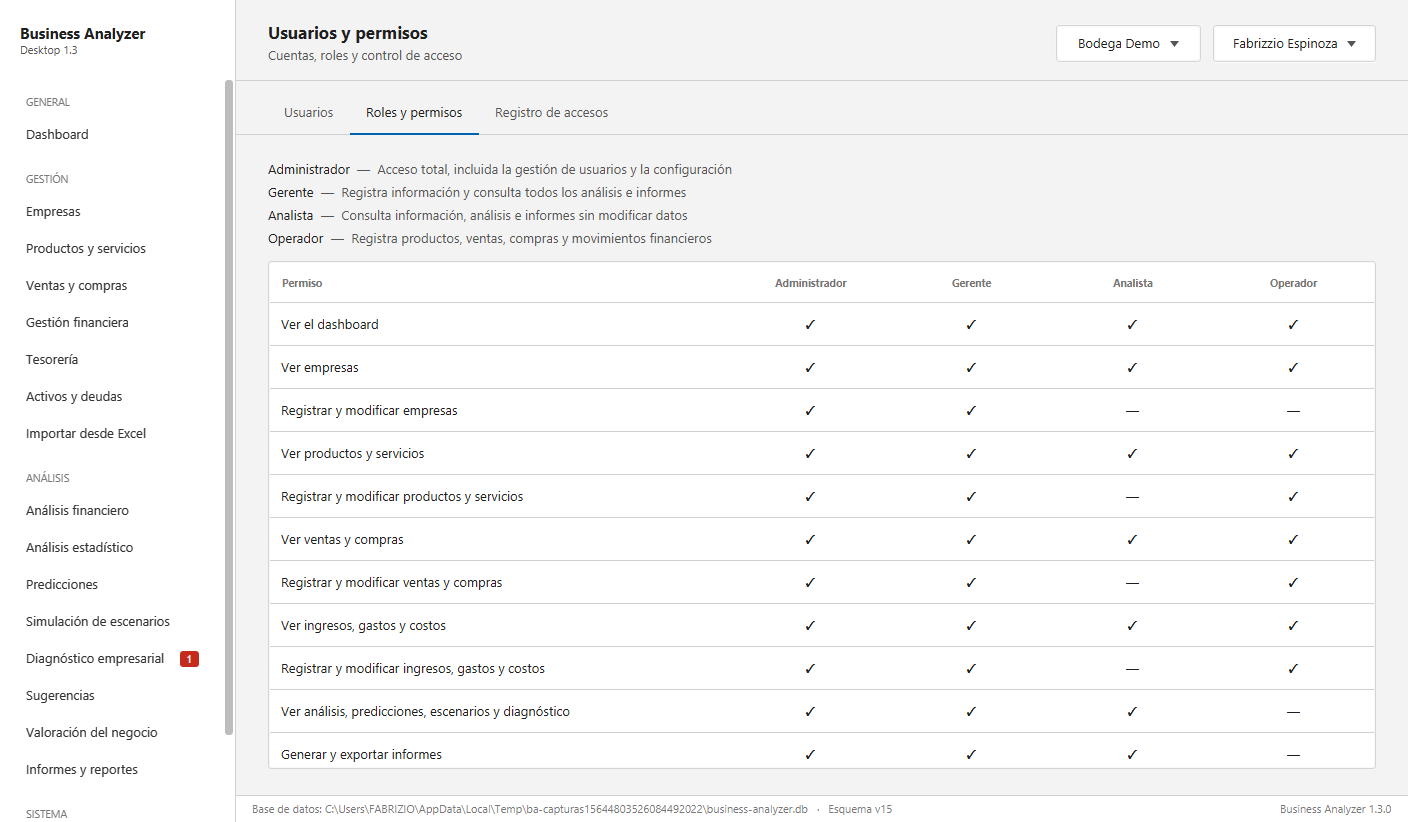 Business Analyzer
Desktop 1.3
GENERAL
Dashboard
GESTIÓN
Empresas
Productos y servicios
Ventas y compras
Gestión financiera
Tesorería
Activos y deudas
Importar desde Excel
ANÁLISIS
Análisis financiero
Análisis estadístico
Predicciones
Simulación de escenarios
Diagnóstico empresarial 1
Sugerencias
Valoración del negocio
Informes y reportes
SISTEMA
Usuarios y permisos
Cuentas, roles y control de acceso
Bodega Demo ▼ Fabrizzio Espinoza ▼
Usuarios Roles y permisos Registro de accesos
Administrador — Acceso total, incluida la gestión de usuarios y la configuración
Gerente — Registra información y consulta todos los análisis e informes
Analista — Consulta información, análisis e informes sin modificar datos
Operador — Registra productos, ventas, compras y movimientos financieros
Permiso Administrador Gerente Analista Operador
Ver el dashboard ✓ ✓ ✓ ✓
Ver empresas ✓ ✓ ✓ ✓
Registrar y modificar empresas ✓ ✓ — —
Ver productos y servicios ✓ ✓ ✓ ✓
Registrar y modificar productos y servicios ✓ ✓ — ✓
Ver ventas y compras ✓ ✓ ✓ ✓
Registrar y modificar ventas y compras ✓ ✓ — ✓
Ver ingresos, gastos y costos ✓ ✓ ✓ ✓
Registrar y modificar ingresos, gastos y costos ✓ ✓ — ✓
Ver análisis, predicciones, escenarios y diagnóstico ✓ ✓ ✓ —
Generar y exportar informes ✓ ✓ ✓ —
Base de datos: C:\Users\FABRIZIO\AppData\Local\Temp\ba-capturas15644803526084492022\business-analyzer.db · Esquema v15
Business Analyzer 1.3.0